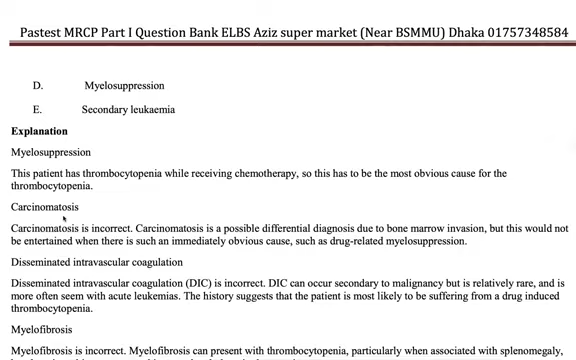 Pastest MRCP Part I Question Bank ELBS Aziz super market (Near BSMMU) Dhaka 01757348584
D. Myelosuppression
E. Secondary leukaemia
Explanation
Myelosuppression
This patient has thrombocytopenia while receiving chemotherapy, so this has to be the most obvious cause for the
thrombocytopenia.
Carcinomatosis
Carcinomatosis is incorrect. Carcinomatosis is a possible differential diagnosis due to bone marrow invasion, but this would not
be entertained when there is such an immediately obvious cause, such as drug-related myelosuppression.
Disseminated intravascular coagulation
Disseminated intravascular coagulation (DIC) is incorrect. DIC can occur secondary to malignancy but is relatively rare, and is
more often seem with acute leukemias. The history suggests that the patient is most likely to be suffering from a drug induced
thrombocytopenia.
Myelofibrosis
Myelofibrosis is incorrect. Myelofibrosis can present with thrombocytopenia, particularly when associated with splenomegaly,